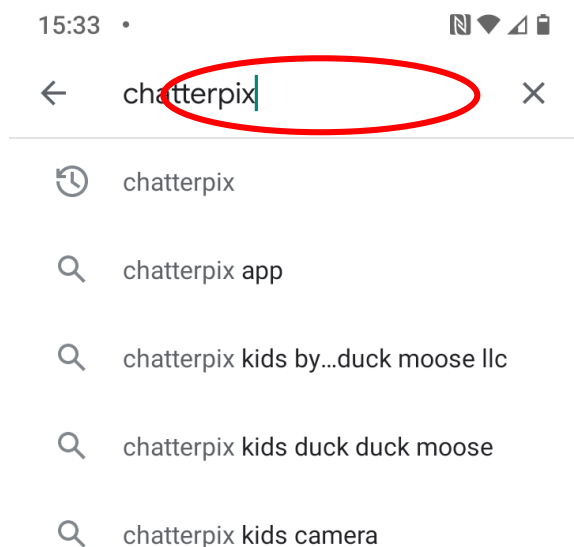 15:33
chatterpix
chatterpix
chatterpix app
chatterpix kids by...duck moose llc
chatterpix kids duck duck moose
chatterpix kids camera